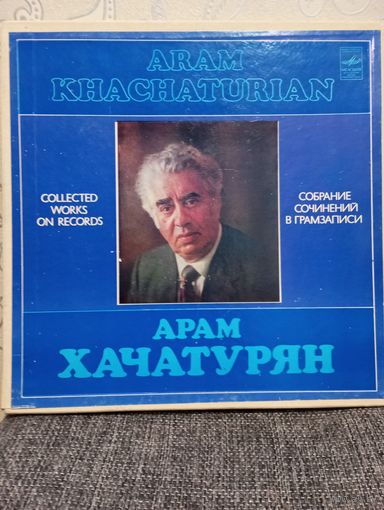 ARAM
KHACHATURIAN
COLLECTED
WORKS
ON RECORDS
СОБРАНИЕ
СОЧИНЕНИЙ
В ГРАМЗАПИСИ
АРАМ
ХАЧАТУРЯН